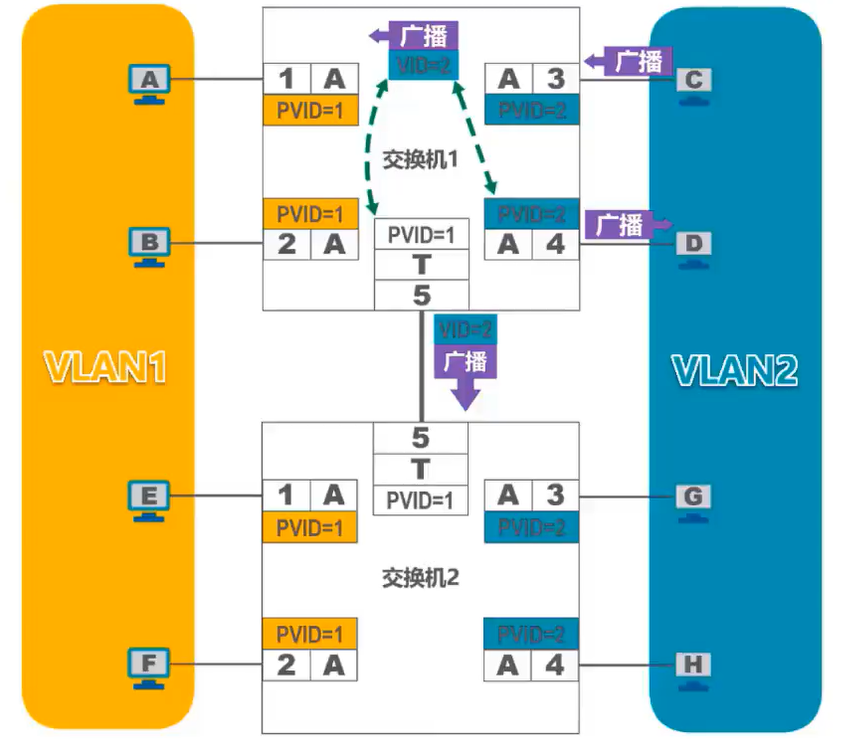 广播
VID=2
广播
A
1 A
PVID=1
A 3
PVID=2
C
交换机1
PVID=1
2 A
B
PVID=1
T
5
PVID=2
A 4
广播
D
VLAN1
VID=2
广播
VLAN2
5
T
PVID=1
E
1 A
PVID=1
A 3
PVID=2
G
交换机2
PVID=1
2 A
F
PVID=2
A 4
H